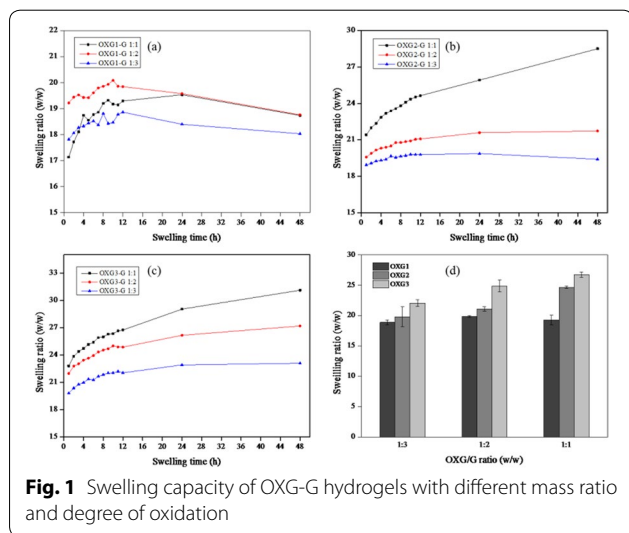 OXG1-G 1:1
OXG1-G 1:2
OXG1-G 1:3
(a)
22
21
20
19
18
17
16
15
Swelling ratio (w/w)
0 4 8 12 16 20 24 28 32 36 40 44 48
Swelling time (h)
OXG2-G 1:1
OXG2-G 1:2
OXG2-G 1:3
(b)
30
27
24
21
18
15
Swelling ratio (w/w)
0 4 8 12 16 20 24 28 32 36 40 44 48
Swelling time (h)
OXG3-G 1:1
OXG3-G 1:2
OXG3-G 1:3
(c)
33
30
27
24
21
18
15
Swelling ratio (w/w)
0 4 8 12 16 20 24 28 32 36 40 44 48
Swelling time (h)
OXG1
OXG2
OXG3
(d)
30
25
20
15
10
5
0
Swelling ratio (w/w)
1:3 1:2 1:1
OXG/G ratio (w/w)
Fig. 1 Swelling capacity of OXG-G hydrogels with different mass ratio
and degree of oxidation